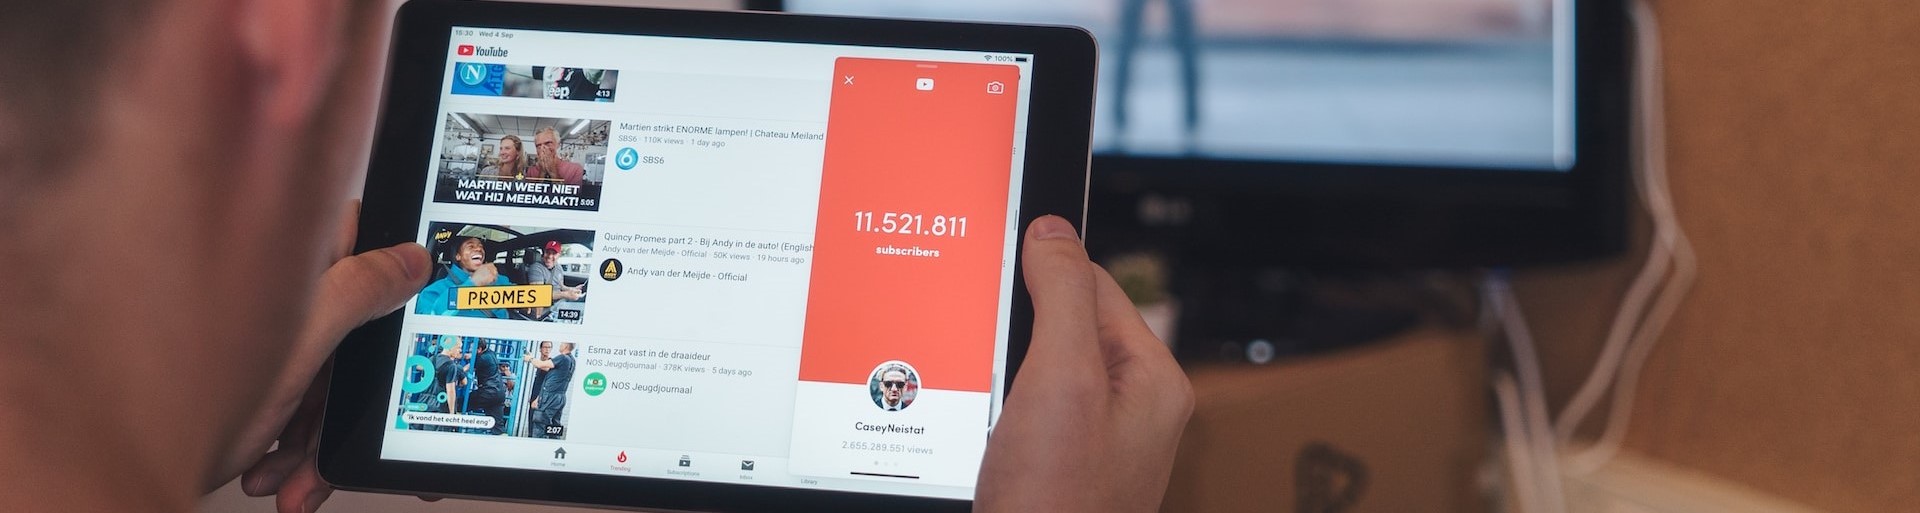 15:30 Wed 4 Sep
100%
YouTube
N
Jeep
4:13
MARTIEN WEET NIET
WAT HIJ MEEMAAKT!
5:05
Martien strikt ENORME lampen! | Chateau Meiland
SBS6 · 110K views · 1 day ago
6
SBS6
ANDY
PROMES
14:39
Quincy Promes part 2 - Bij Andy in de auto! (English
Andy van der Meijde - Official · 50K views · 19 hours ago
Andy van der Meijde - Official
"Ik vond het echt heel eng"
2:07
Esma zat vast in de draaideur
NOS Jeugdjournaal · 378K views · 5 days ago
NOS
NOS Jeugdjournaal
Home
Trending
Subscriptions
Inbox
Library
11.521.811
subscribers
CaseyNeistat
2.655.289.551 views